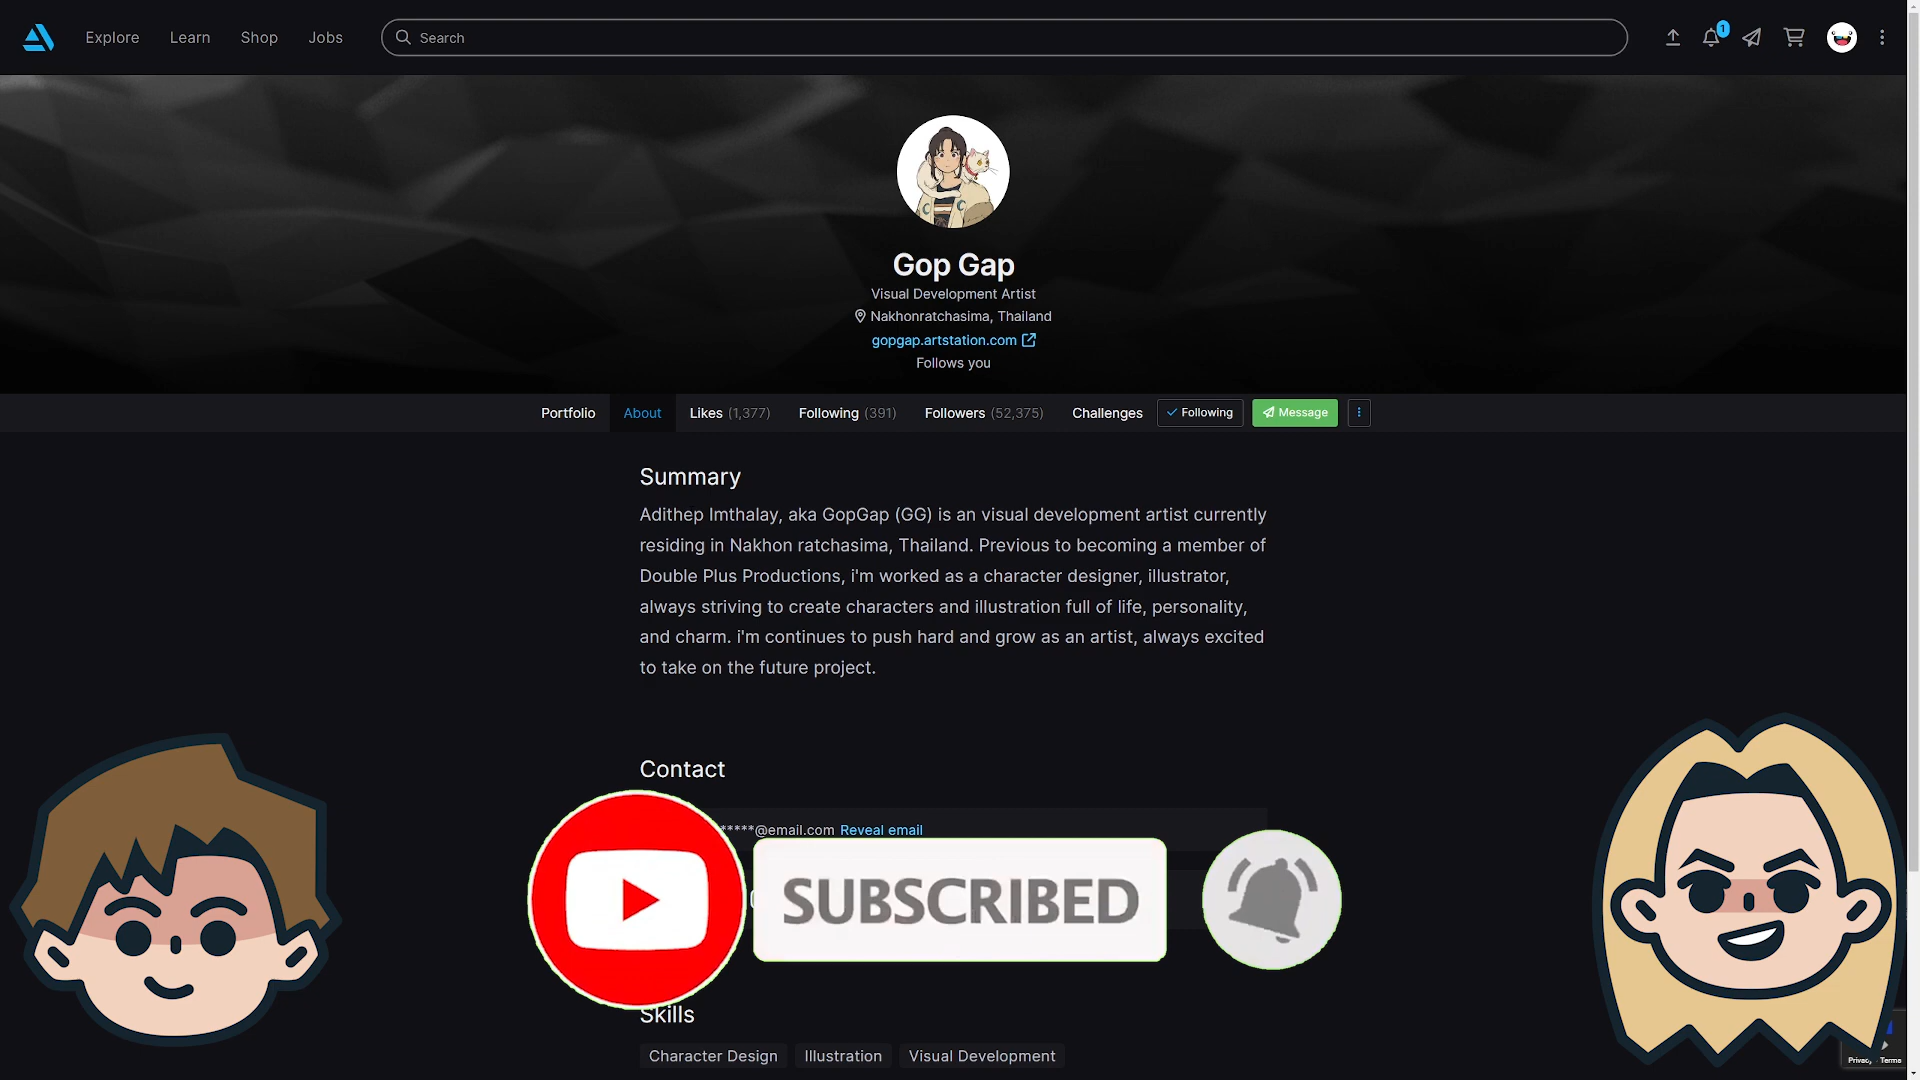 Explore Learn Shop Jobs Search 1
Gop Gap
Visual Development Artist
Nakhonratchasima, Thailand
gopgap.artstation.com
Follows you
Portfolio About Likes (1,377) Following (391) Followers (52,375) Challenges Following Message
Summary
Adithep Imthalay, aka GopGap (GG) is an visual development artist currently
residing in Nakhon ratchasima, Thailand. Previous to becoming a member of
Double Plus Productions, i'm worked as a character designer, illustrator,
always striving to create characters and illustration full of life, personality,
and charm. i'm continues to push hard and grow as an artist, always excited
to take on the future project.
Contact
*****@email.com Reveal email
SUBSCRIBED
Skills
Character Design Illustration Visual Development
Terms